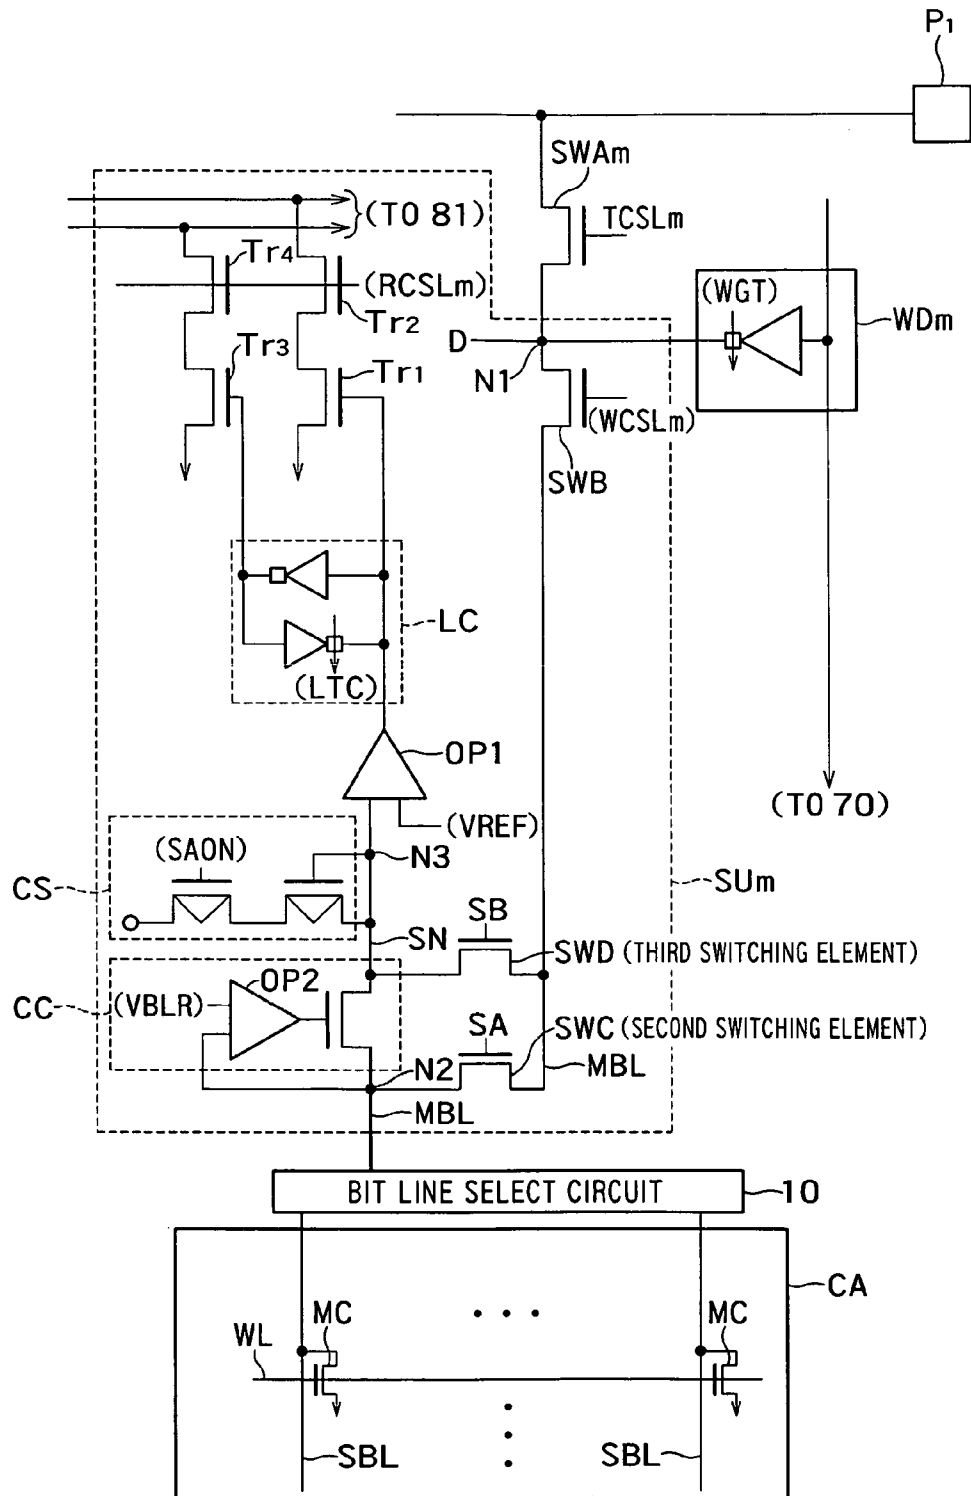 P1
SWAm
TCSLm
(TO 81)
Tr4
(RCSLm)
Tr2
(WGT)
WDm
D
N1
Tr3
Tr1
(WCSLm)
SWB
LC
(LTC)
OP1
(TO 70)
(VREF)
(SAON)
N3
CS
SUm
SB
SN
SWD (THIRD SWITCHING ELEMENT)
OP2
CC
(VBLR)
SA
SWC (SECOND SWITCHING ELEMENT)
N2
MBL
MBL
BIT LINE SELECT CIRCUIT
10
CA
MC
MC
WL
SBL
SBL